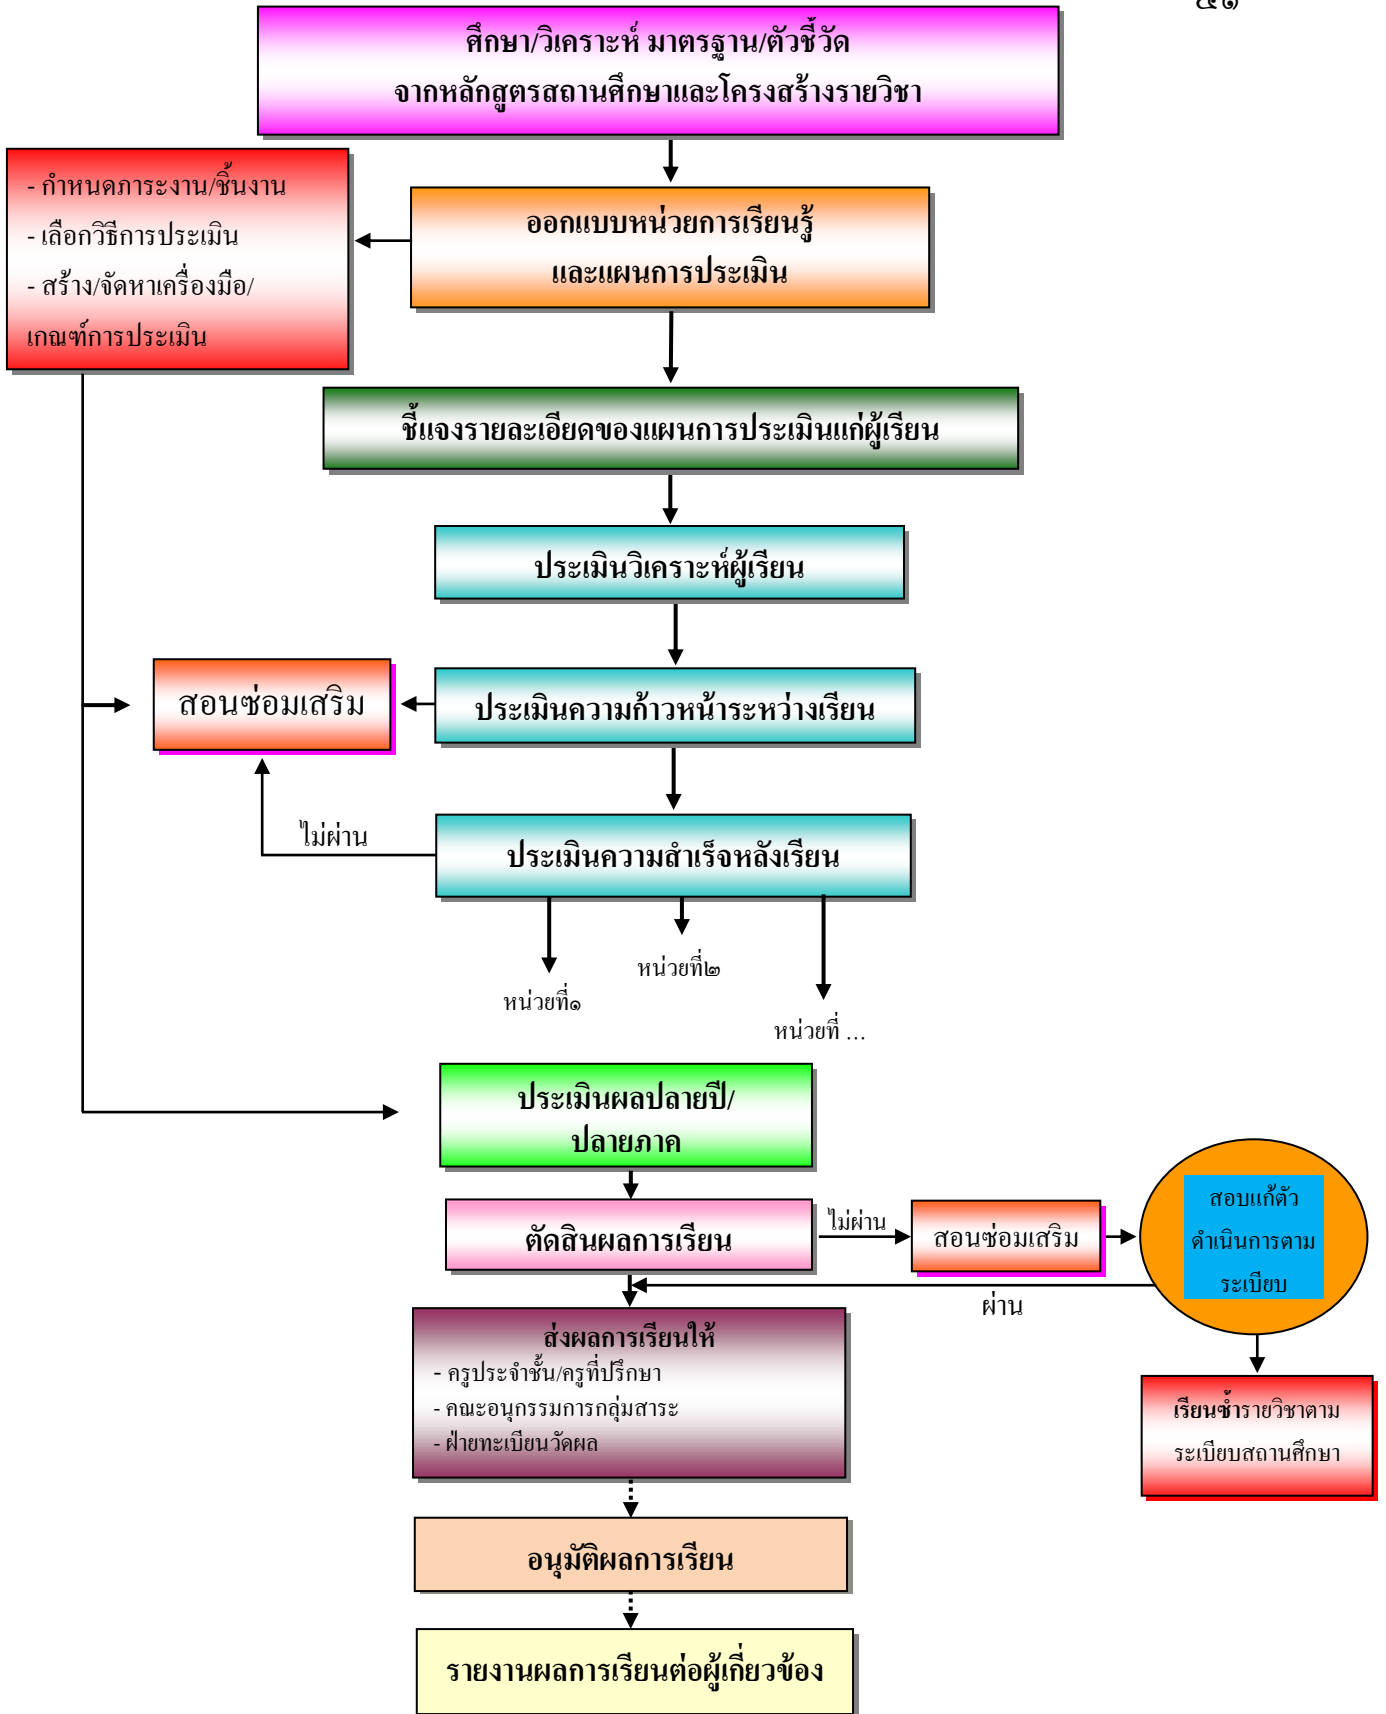 ๕๑
ศึกษา/วิเคราะห์ มาตรฐาน/ตัวชี้วัด
จากหลักสูตรสถานศึกษาและโครงสร้างรายวิชา
- กำหนดภาระงาน/ชิ้นงาน
- เลือกวิธีการประเมิน
- สร้าง/จัดหาเครื่องมือ/
เกณฑ์การประเมิน
ออกแบบหน่วยการเรียนรู้
และแผนการประเมิน
ชี้แจงรายละเอียดของแผนการประเมินแก่ผู้เรียน
ประเมินวิเคราะห์ผู้เรียน
สอนซ่อมเสริม
ประเมินความก้าวหน้าระหว่างเรียน
ไม่ผ่าน
ประเมินความสำเร็จหลังเรียน
หน่วยที่๑
หน่วยที่๒
หน่วยที่ ...
ประเมินผลปลายปี/
ปลายภาค
ตัดสินผลการเรียน
ไม่ผ่าน
สอนซ่อมเสริม
สอบแก้ตัว
ดำเนินการตาม
ระเบียบ
ผ่าน
ส่งผลการเรียนให้
- ครูประจำชั้น/ครูที่ปรึกษา
- คณะอนุกรรมการกลุ่มสาระ
- ฝ่ายทะเบียนวัดผล
เรียนซ้ำรายวิชาตาม
ระเบียบสถานศึกษา
อนุมัติผลการเรียน
รายงานผลการเรียนต่อผู้เกี่ยวข้อง